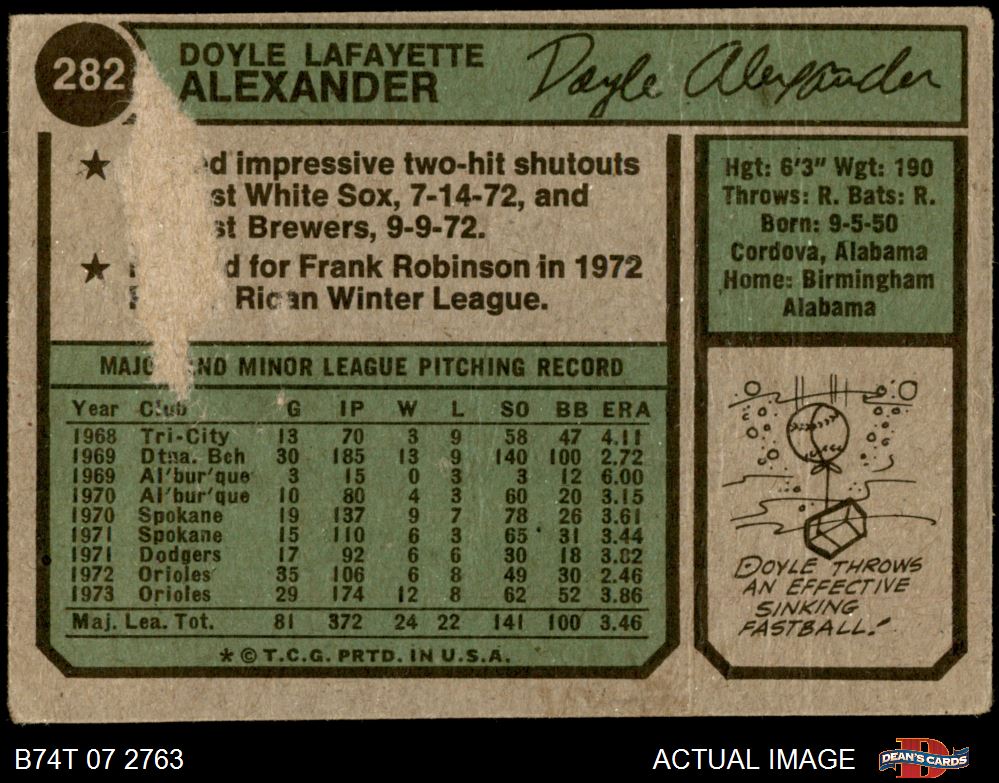 282
DOYLE LAFAYETTE
ALEXANDER
Doyle Alexander
★ d impressive two-hit shutouts
st White Sox, 7-14-72, and
st Brewers, 9-9-72.
★ d for Frank Robinson in 1972
Rican Winter League.
Hgt: 6'3" Wgt: 190
Throws: R. Bats: R.
Born: 9-5-50
Cordova, Alabama
Home: Birmingham
Alabama
MAJO ND MINOR LEAGUE PITCHING RECORD
Year Club G IP W L SO BB ERA
1968 Tri-City 13 70 3 9 58 47 4.11
1969 Dtna. Bch 30 185 13 9 140 100 2.72
1969 Al'bur'que 3 15 0 3 3 12 6.00
1970 Al'bur'que 10 80 4 3 60 20 3.15
1970 Spokane 19 137 9 7 78 26 3.61
1971 Spokane 15 110 6 3 65 31 3.44
1971 Dodgers 17 92 6 6 30 18 3.82
1972 Orioles 35 106 6 8 49 30 2.46
1973 Orioles 29 174 12 8 62 52 3.86
Maj. Lea. Tot. 81 372 24 22 141 100 3.46
* © T.C.G. PRTD. IN U.S.A.
DOYLE THROWS
AN EFFECTIVE
SINKING
FASTBALL!
B74T 07 2763
ACTUAL IMAGE
DEAN'S CARDS